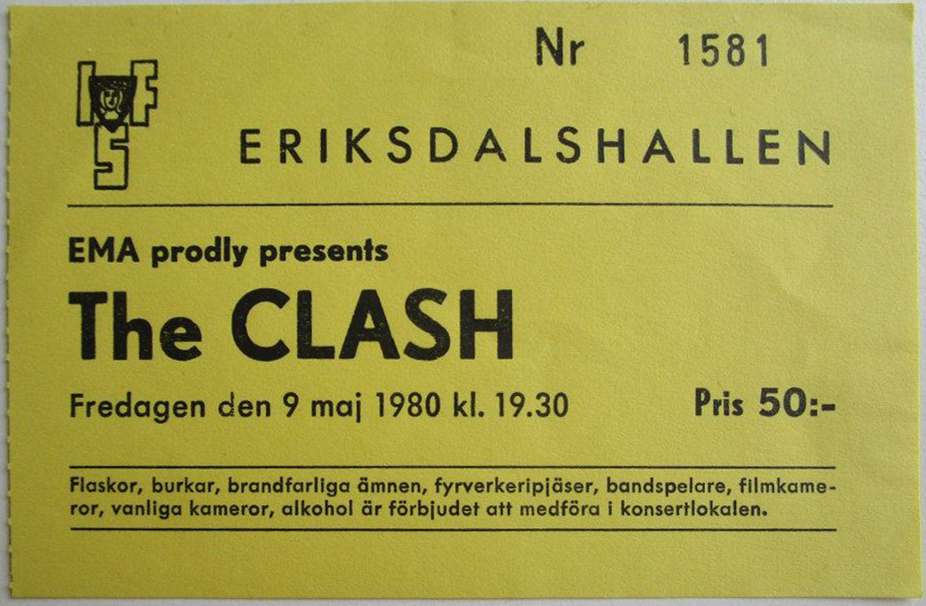 Nr 1581
IFS
ERIKSDALSHALLEN
EMA prodly presents
The CLASH
Fredagen den 9 maj 1980 kl. 19.30 Pris 50:-
Flaskor, burkar, brandfarliga ämnen, fyrverkeripjäser, bandspelare, filmkame-
ror, vanliga kameror, alkohol är förbjudet att medföra i konsertlokalen.